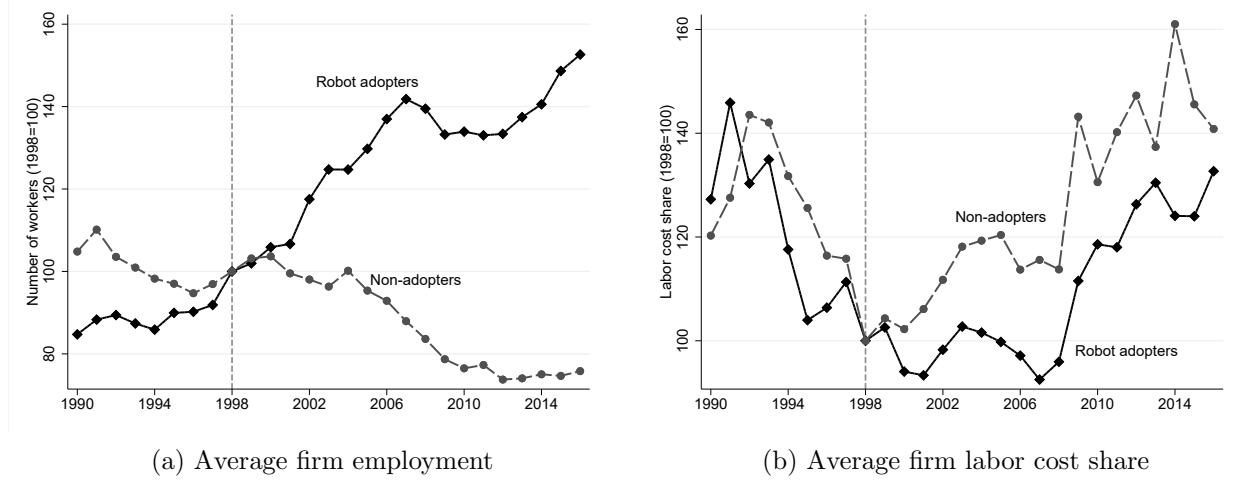 Number of workers (1998=100)
160
140
120
100
80
Robot adopters
Non-adopters
1990 1994 1998 2002 2006 2010 2014
(a) Average firm employment
Labor cost share (1998=100)
160
140
120
100
Non-adopters
Robot adopters
1990 1994 1998 2002 2006 2010 2014
(b) Average firm labor cost share